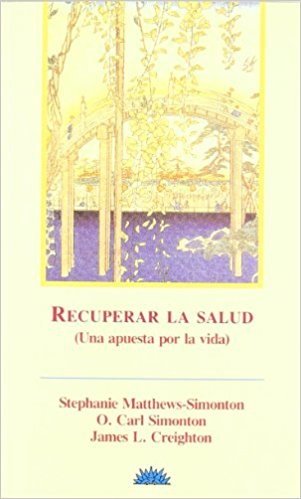 RECUPERAR LA SALUD
(Una apuesta por la vida)
Stephanie Matthews-Simonton
O. Carl Simonton
James L. Creighton